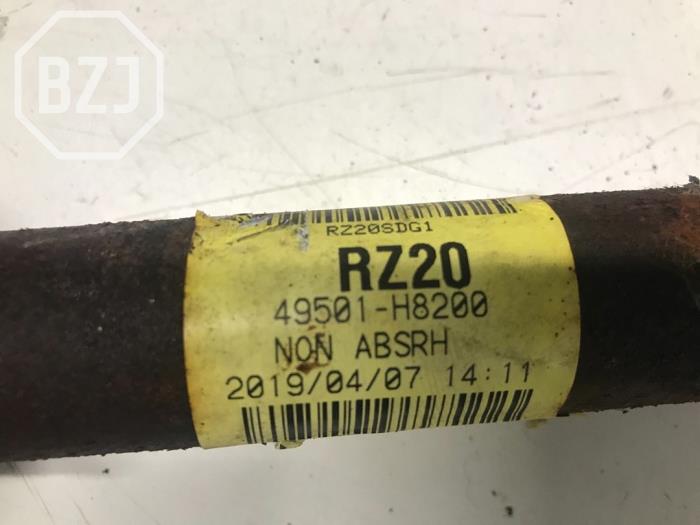 BZJ
RZ20SDG1
RZ20
49501-H8200
NON ABSRH
2019/04/07 14:11